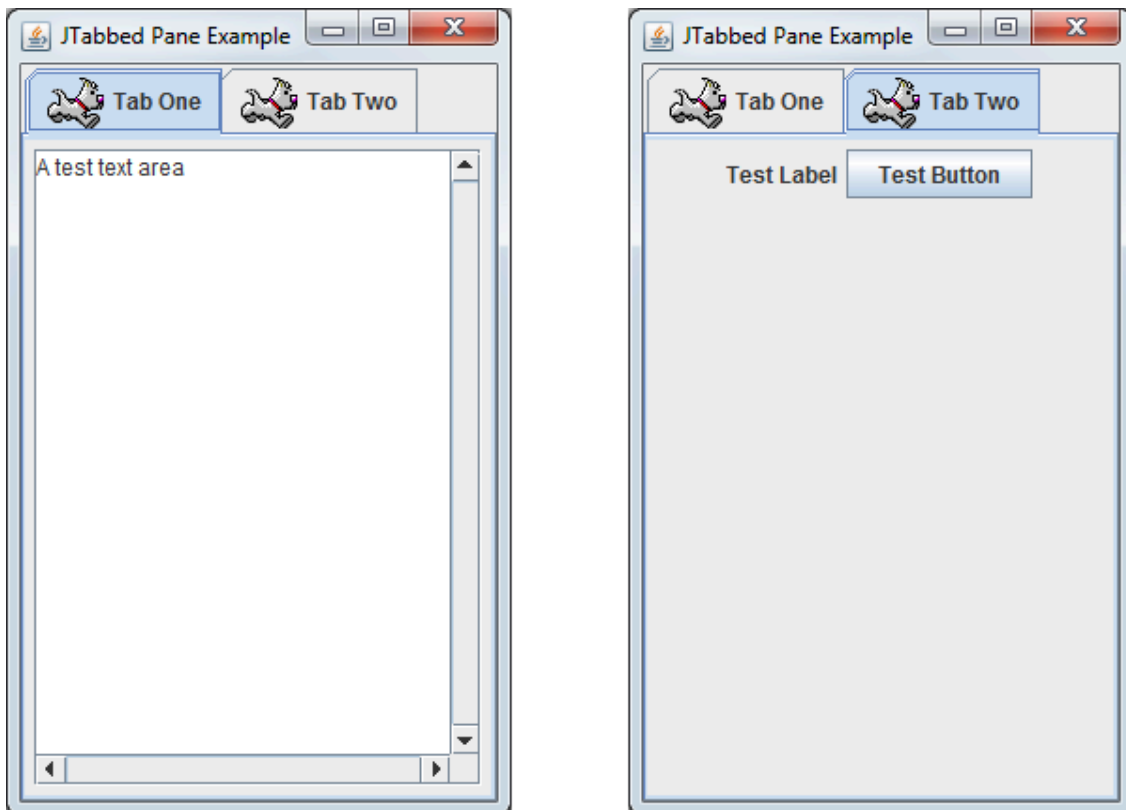 JTabbed Pane Example
Tab One Tab Two
A test text area
JTabbed Pane Example
Tab One Tab Two
Test Label Test Button